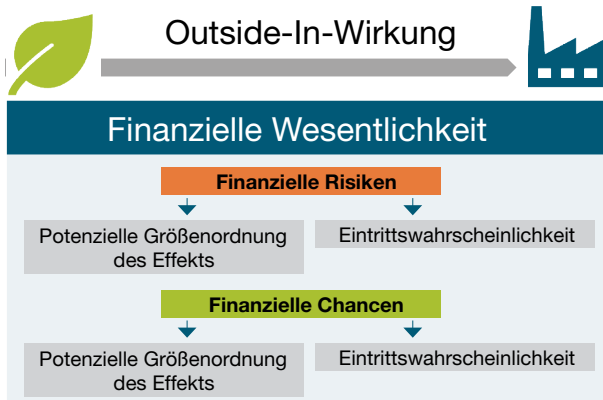 Outside-In-Wirkung
Finanzielle Wesentlichkeit
Finanzielle Risiken
Potenzielle Größenordnung
des Effekts
Eintrittswahrscheinlichkeit
Finanzielle Chancen
Potenzielle Größenordnung
des Effekts
Eintrittswahrscheinlichkeit